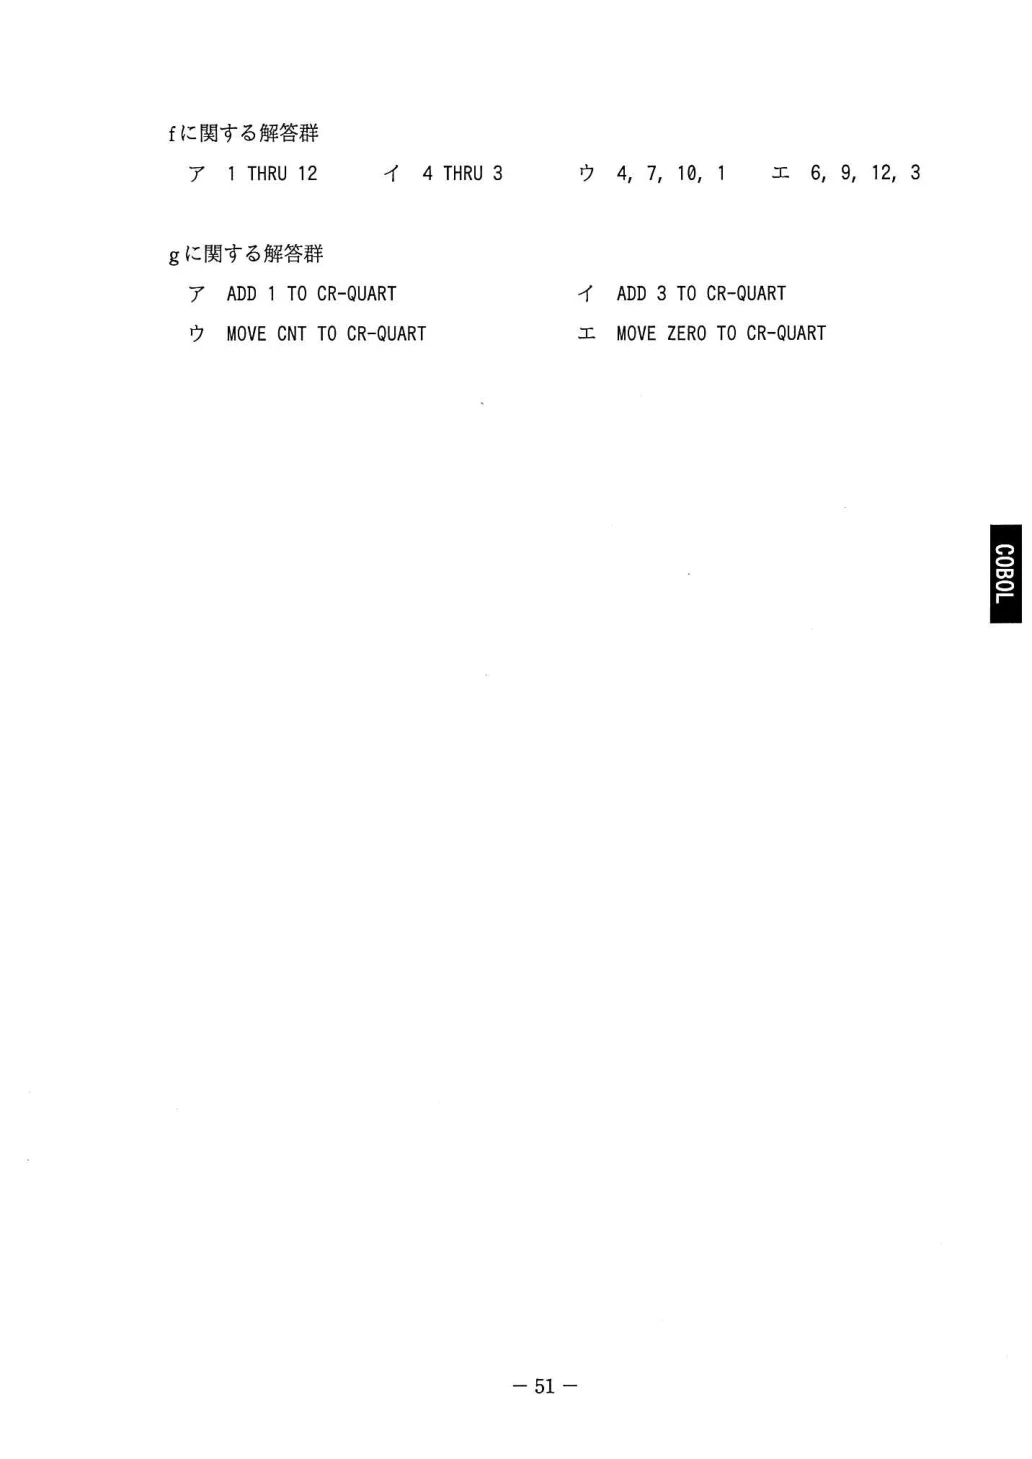 fに関する解答群
ア 1 THRU 12 イ 4 THRU 3 ウ 4, 7, 10, 1 エ 6, 9, 12, 3
gに関する解答群
ア ADD 1 TO CR-QUART イ ADD 3 TO CR-QUART
ウ MOVE CNT TO CR-QUART エ MOVE ZERO TO CR-QUART
COBOL
- 51 -